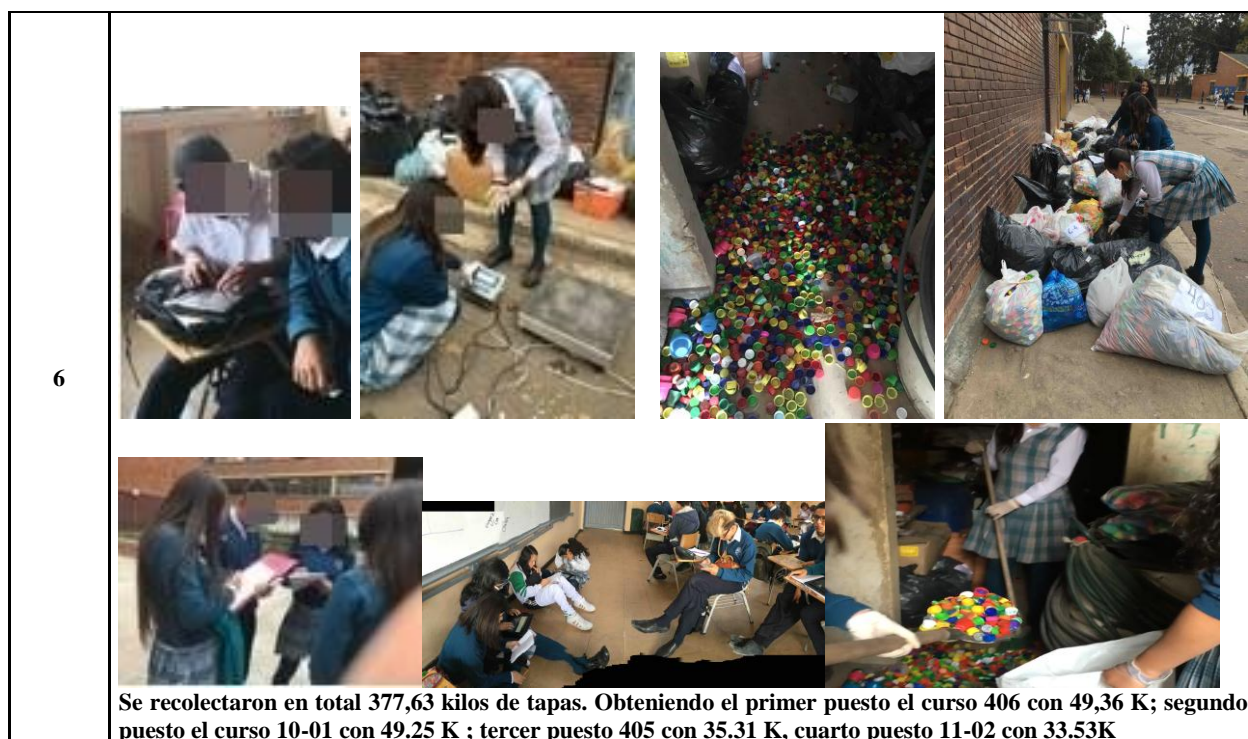 6
Se recolectaron en total 377,63 kilos de tapas. Obteniendo el primer puesto el curso 406 con 49,36 K; segundo
puesto el curso 10-01 con 49.25 K ; tercer puesto 405 con 35.31 K, cuarto puesto 11-02 con 33.53K